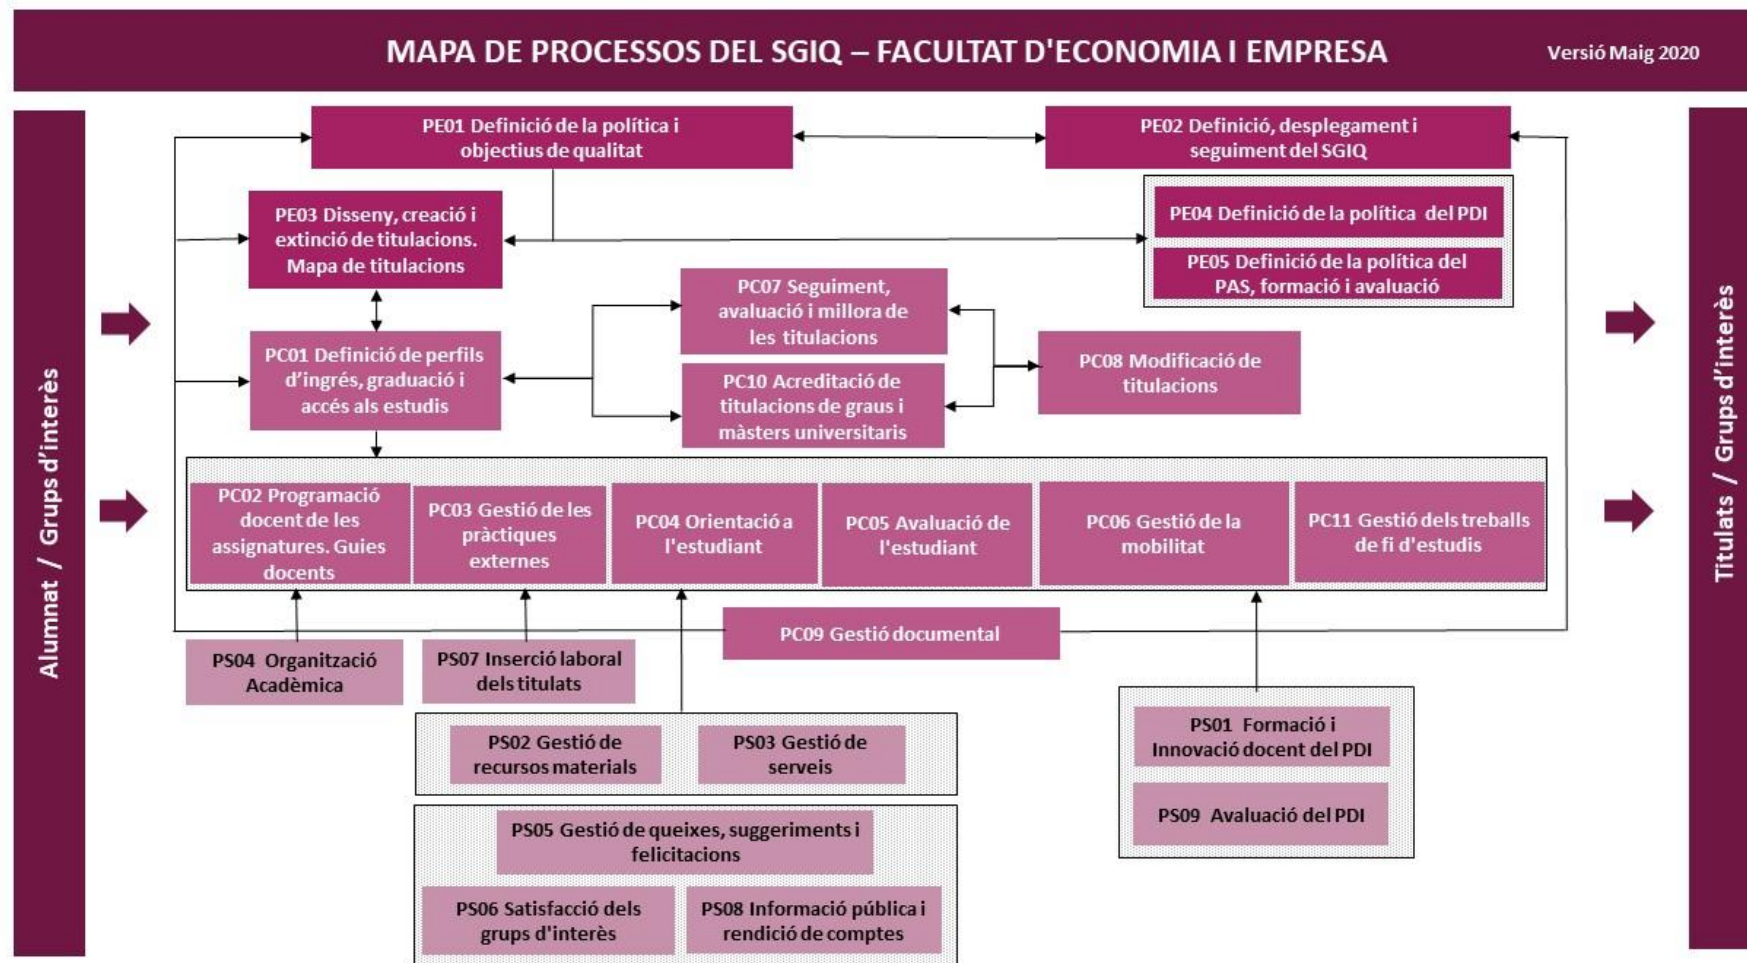 MAPA DE PROCESSOS DEL SGIQ – FACULTAT D'ECONOMIA I EMPRESA
Versió Maig 2020
Alumnat / Grups d'interès
PE01 Definició de la política i
objectius de qualitat
PE02 Definició, desplegament i
seguiment del SGIQ
PE03 Disseny, creació i
extinció de titulacions.
Mapa de titulacions
PE04 Definició de la política del PDI
PE05 Definició de la política del
PAS, formació i avaluació
PC07 Seguiment,
avaluació i millora de
les titulacions
PC01 Definició de perfils
d’ingrés, graduació i
accés als estudis
PC10 Acreditació de
titulacions de graus i
màsters universitaris
PC08 Modificació de
titulacions
PC02 Programació
docent de les
assignatures. Guies
docents
PC03 Gestió de les
pràctiques
externes
PC04 Orientació a
l'estudiant
PC05 Avaluació de
l'estudiant
PC06 Gestió de la
mobilitat
PC11 Gestió dels treballs
de fi d'estudis
PC09 Gestió documental
PS04 Organització
Acadèmica
PS07 Inserció laboral
dels titulats
PS02 Gestió de
recursos materials
PS03 Gestió de
serveis
PS01 Formació i
Innovació docent del PDI
PS09 Avaluació del PDI
PS05 Gestió de queixes, suggeriments i
felicitacions
PS06 Satisfacció dels
grups d'interès
PS08 Informació pública i
rendició de comptes
Titulats / Grups d’interès